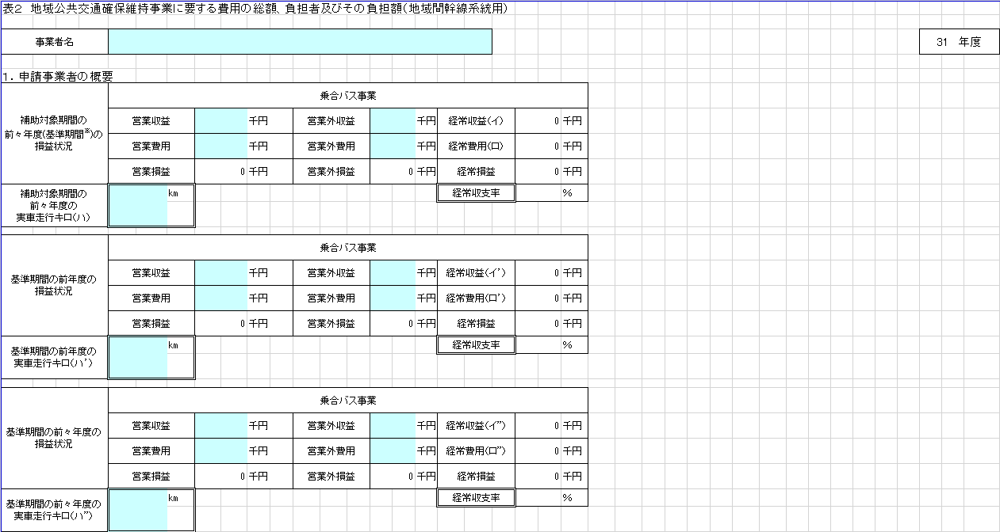 表２ 地域公共交通確保維持事業に要する費用の総額、負担者及びその負担額(地域間幹線系統用)
事業者名
31 年度
１．申請事業者の概要
補助対象期間の
前々年度(基準期間※)の
損益状況
乗合バス事業
営業収益 千円 営業外収益 千円 経常収益(イ) 0 千円
営業費用 千円 営業外費用 千円 経常費用(ロ) 0 千円
営業損益 0 千円 営業外損益 0 千円 経常損益 0 千円
補助対象期間の
前々年度の
実車走行キロ(ハ)
km
経常収支率 %
基準期間の前年度の
損益状況
乗合バス事業
営業収益 千円 営業外収益 千円 経常収益(イ’) 0 千円
営業費用 千円 営業外費用 千円 経常費用(ロ’) 0 千円
営業損益 0 千円 営業外損益 0 千円 経常損益 0 千円
基準期間の前年度の
実車走行キロ(ハ’)
km
経常収支率 %
基準期間の前々年度の
損益状況
乗合バス事業
営業収益 千円 営業外収益 千円 経常収益(イ”) 0 千円
営業費用 千円 営業外費用 千円 経常費用(ロ”) 0 千円
営業損益 0 千円 営業外損益 0 千円 経常損益 0 千円
基準期間の前々年度の
実車走行キロ(ハ”)
km
経常収支率 %